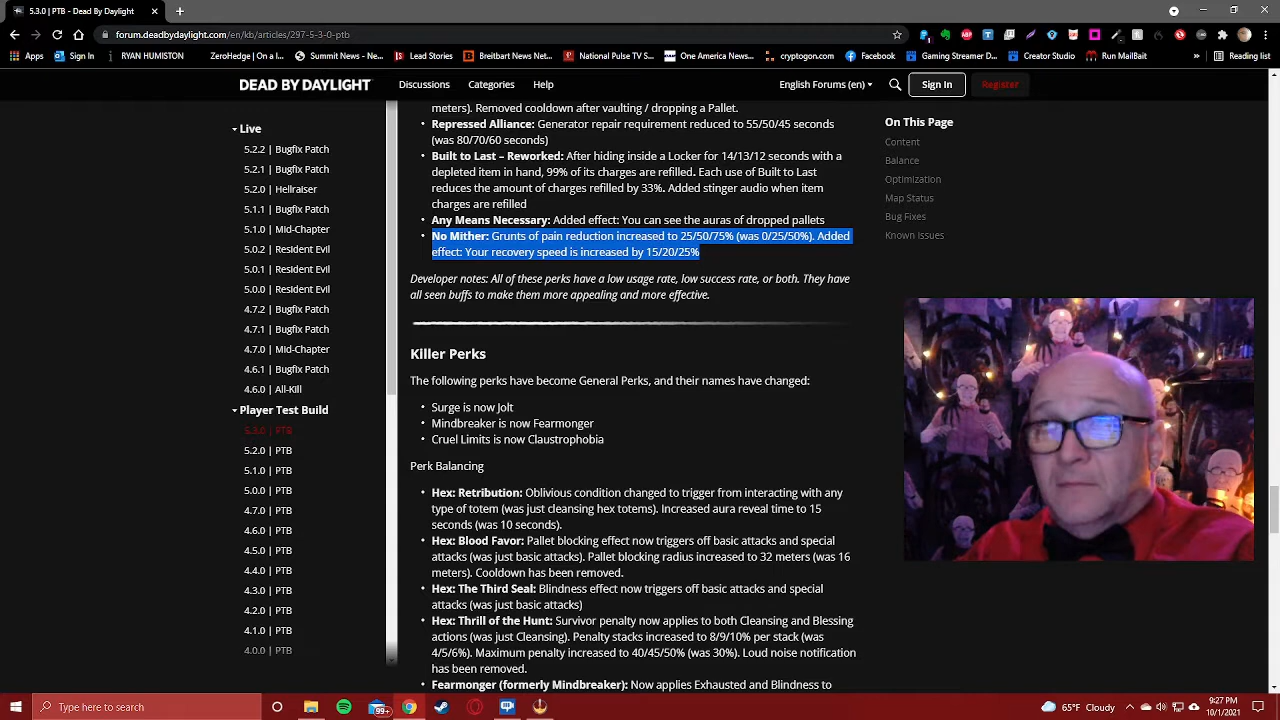 5.3.0 | PTB - Dead by Daylight
forum.deadbydaylight.com/en/kb/articles/297-5-3-0-ptb
Apps
Sign In
RYAN HUMISTON
ZeroHedge | On a l...
Summit News - Ne...
Lead Stories
Breitbart News Net...
National Pulse TV S...
One America News...
cryptogon.com
Facebook
Gaming Stream D...
Creator Studio
Run MailBait
»
Reading list
DEAD BY DAYLIGHT
Discussions
Categories
Help
English Forums (en)
Sign In
Register
Live
5.2.2 | Bugfix Patch
5.2.1 | Bugfix Patch
5.2.0 | Hellraiser
5.1.1 | Bugfix Patch
5.1.0 | Mid-Chapter
5.0.2 | Resident Evil
5.0.1 | Resident Evil
5.0.0 | Resident Evil
4.7.2 | Bugfix Patch
4.7.1 | Bugfix Patch
4.7.0 | Mid-Chapter
4.6.1 | Bugfix Patch
4.6.0 | All-Kill
Player Test Build
5.3.0 | PTB
5.2.0 | PTB
5.1.0 | PTB
5.0.0 | PTB
4.7.0 | PTB
4.6.0 | PTB
4.5.0 | PTB
4.4.0 | PTB
4.3.0 | PTB
4.2.0 | PTB
4.1.0 | PTB
4.0.0 | PTB
meters). Removed cooldown after vaulting / dropping a Pallet.
Repressed Alliance: Generator repair requirement reduced to 55/50/45 seconds
(was 80/70/60 seconds)
Built to Last – Reworked: After hiding inside a Locker for 14/13/12 seconds with a
depleted item in hand, 99% of its charges are refilled. Each use of Built to Last
reduces the amount of charges refilled by 33%. Added stinger audio when item
charges are refilled
Any Means Necessary: Added effect: You can see the auras of dropped pallets
No Mither: Grunts of pain reduction increased to 25/50/75% (was 0/25/50%). Added
effect: Your recovery speed is increased by 15/20/25%
Developer notes: All of these perks have a low usage rate, low success rate, or both. They have
all seen buffs to make them more appealing and more effective.
Killer Perks
The following perks have become General Perks, and their names have changed:
Surge is now Jolt
Mindbreaker is now Fearmonger
Cruel Limits is now Claustrophobia
Perk Balancing
Hex: Retribution: Oblivious condition changed to trigger from interacting with any
type of totem (was just cleansing hex totems). Increased aura reveal time to 15
seconds (was 10 seconds).
Hex: Blood Favor: Pallet blocking effect now triggers off basic attacks and special
attacks (was just basic attacks). Pallet blocking radius increased to 32 meters (was 16
meters). Cooldown has been removed.
Hex: The Third Seal: Blindness effect now triggers off basic attacks and special
attacks (was just basic attacks)
Hex: Thrill of the Hunt: Survivor penalty now applies to both Cleansing and Blessing
actions (was just Cleansing). Penalty stacks increased to 8/9/10% per stack (was
4/5/6%). Maximum penalty increased to 40/45/50% (was 30%). Loud noise notification
has been removed.
Fearmonger (formerly Mindbreaker): Now applies Exhausted and Blindness to
On This Page
Content
Balance
Optimization
Map Status
Bug Fixes
Known Issues
Type here to search
99+
65°F Cloudy
9:27 PM
10/1/2021